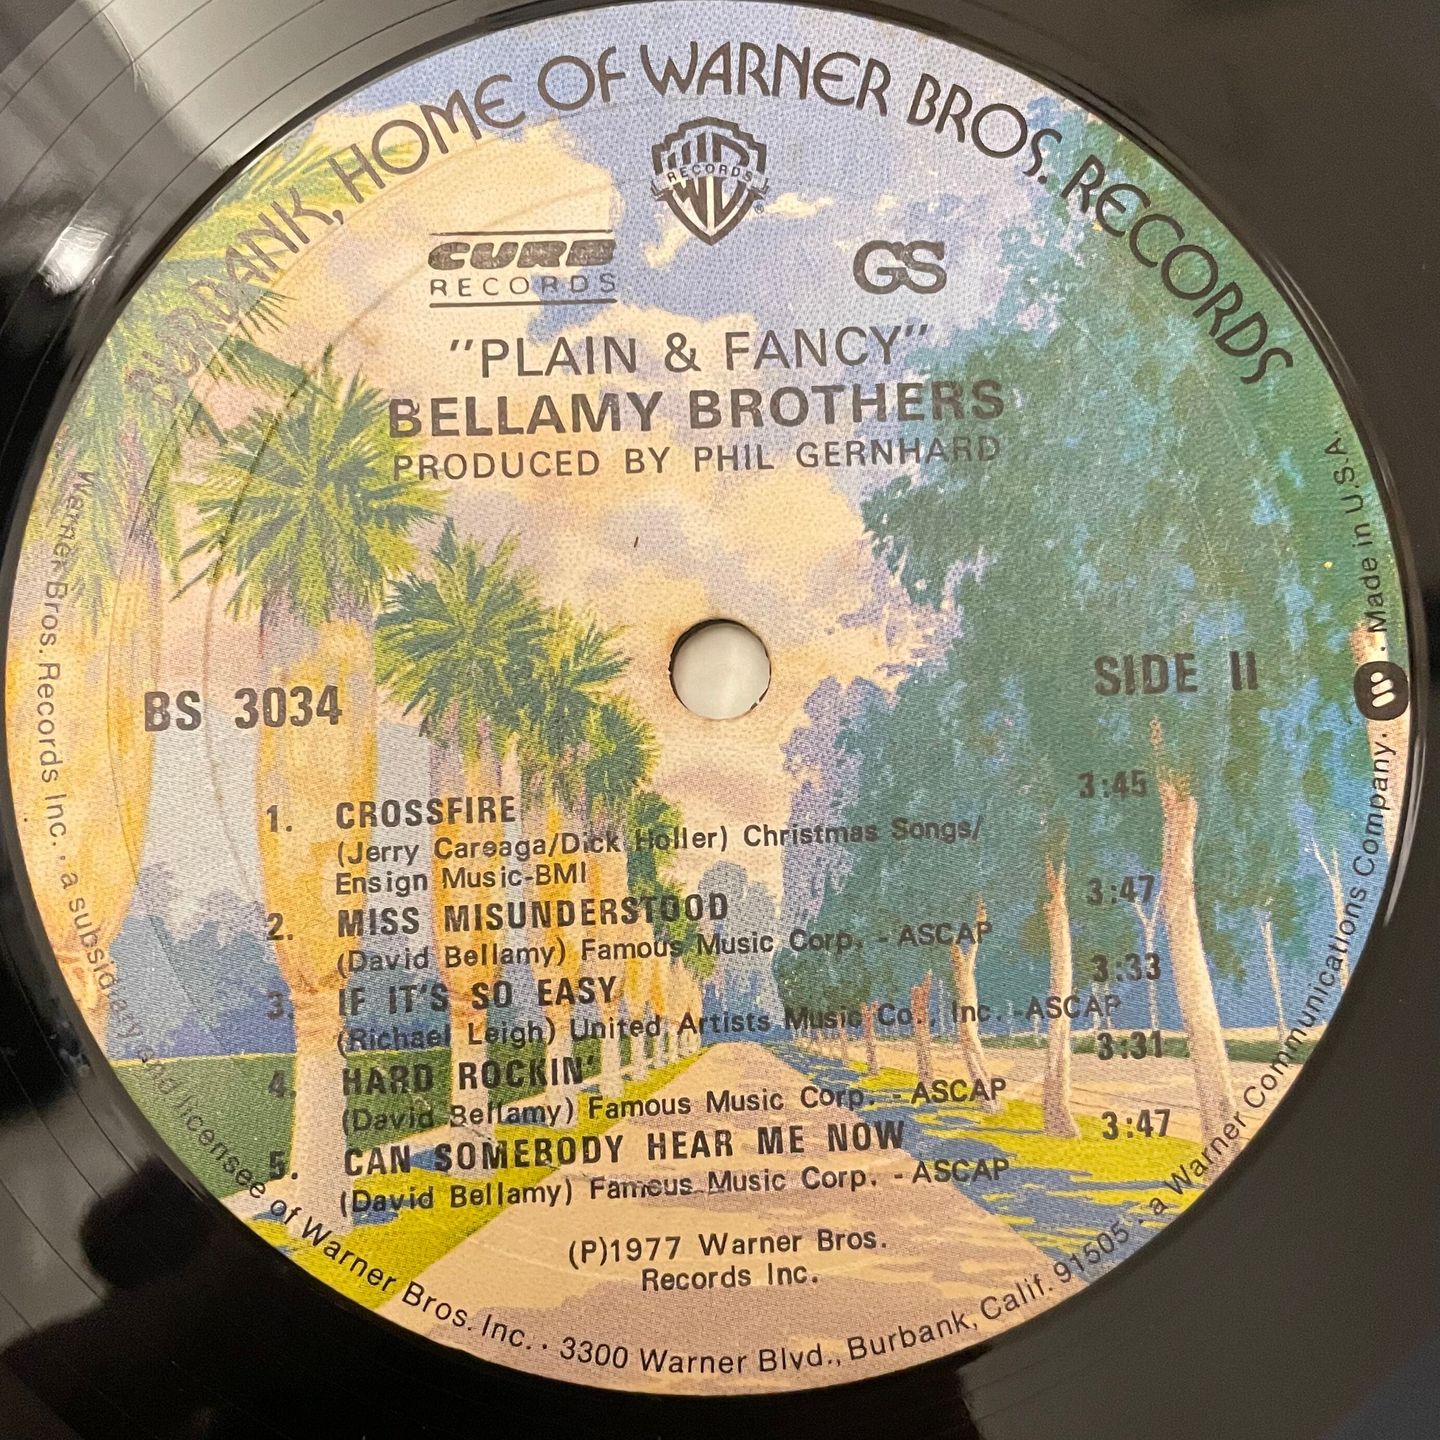 BURBANK, HOME OF WARNER BROS. RECORDS
RECORDS
CURB
RECORDS
GS
"PLAIN & FANCY"
BELLAMY BROTHERS
PRODUCED BY PHIL GERNHARD
BS 3034
SIDE II
1. CROSSFIRE 3:45
(Jerry Careaga/Dick Holler) Christmas Songs/
Ensign Music-BMI
2. MISS MISUNDERSTOOD 3:47
(David Bellamy) Famous Music Corp. - ASCAP
3. IF IT'S SO EASY 3:33
(Richael Leigh) United Artists Music Co., Inc. -ASCAP
4. HARD ROCKIN' 3:31
(David Bellamy) Famous Music Corp. - ASCAP
5. CAN SOMEBODY HEAR ME NOW 3:47
(David Bellamy) Famous Music Corp. - ASCAP
(P)1977 Warner Bros.
Records Inc.
Warner Bros. Records Inc. · a subsidiary and licensee of Warner Bros. Inc. · 3300 Warner Blvd., Burbank, Calif. 91505 · a Warner Communications Company. · Made in U.S.A.